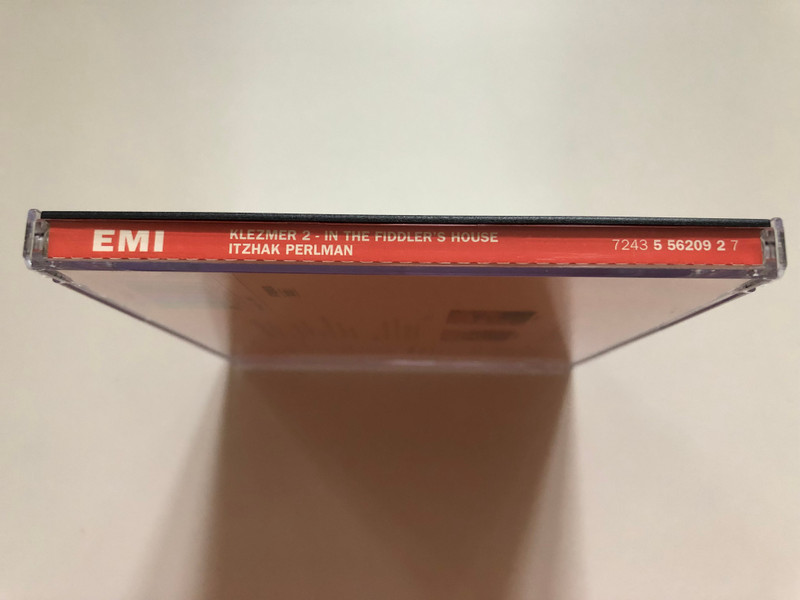 EMI
KLEZMER 2 - IN THE FIDDLER'S HOUSE
ITZHAK PERLMAN
7243 5 56209 2 7